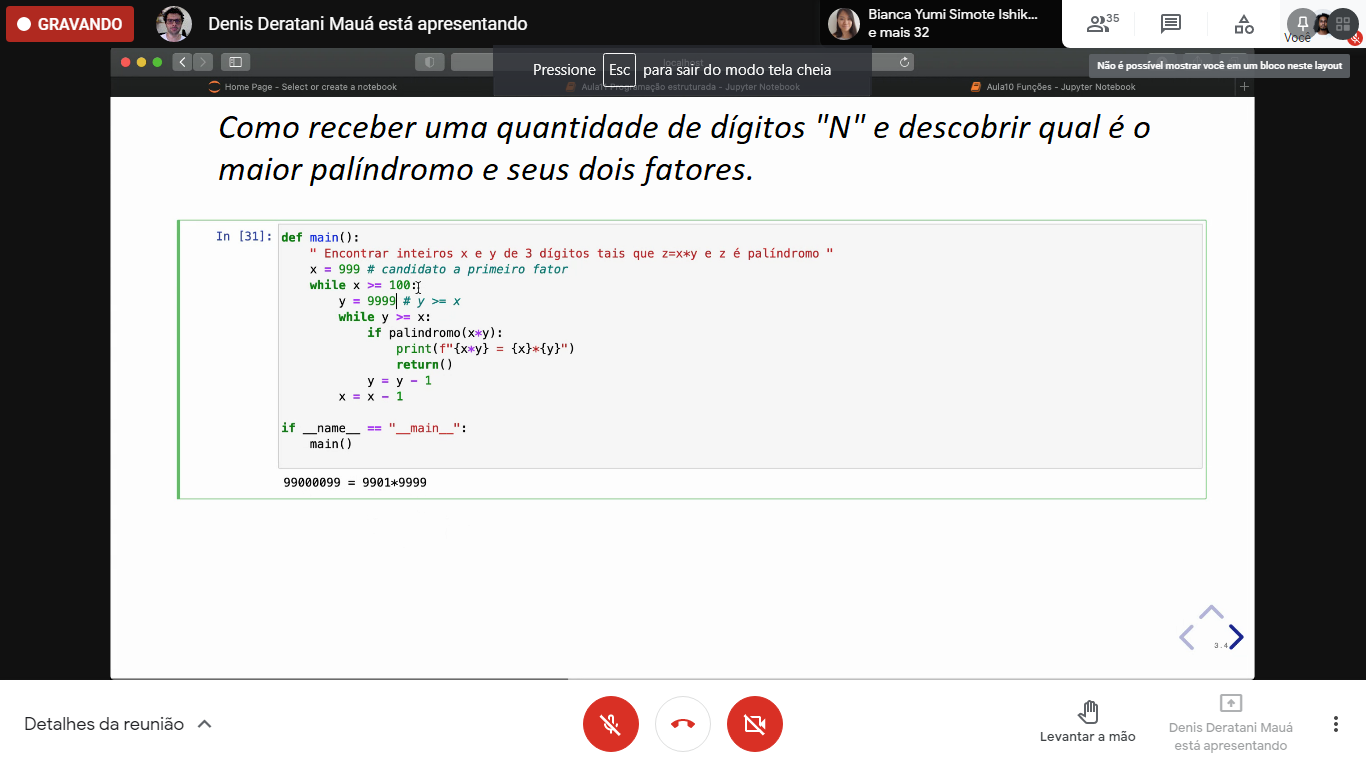 GRAVANDO
Denis Deratani Mauá está apresentando
Bianca Yumi Simote Ishik...
e mais 32
35
Você
Não é possível mostrar você em um bloco neste layout
localhost
Pressione Esc para sair do modo tela cheia
Home Page - Select or create a notebook
Aula11 Programação estruturada - Jupyter Notebook
Aula10 Funções - Jupyter Notebook
Como receber uma quantidade de dígitos "N" e descobrir qual é o
maior palíndromo e seus dois fatores.
In [31]:
def main():
    " Encontrar inteiros x e y de 3 dígitos tais que z=x*y e z é palíndromo "
    x = 999 # candidato a primeiro fator
    while x >= 100:
        y = 9999 # y >= x
        while y >= x:
            if palindromo(x*y):
                print(f"{x*y} = {x}*{y}")
                return()
            y = y - 1
        x = x - 1
if __name__ == "__main__":
    main()
99000099 = 9901*9999
3.4
Detalhes da reunião
Levantar a mão
Denis Deratani Mauá
está apresentando